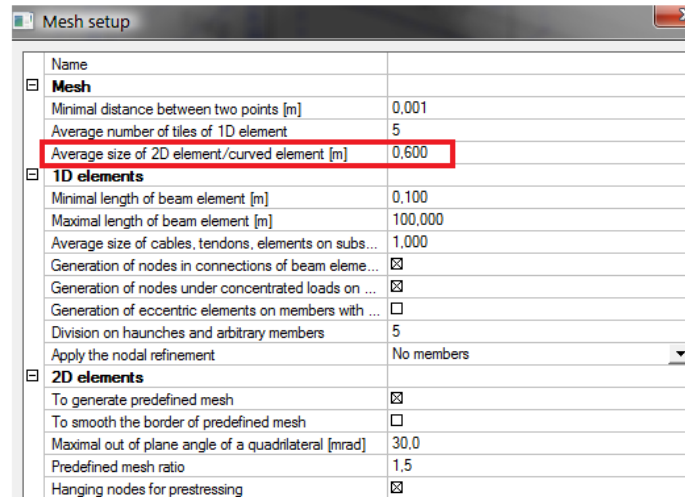 Mesh setup
Name
Mesh
Minimal distance between two points [m] 0,001
Average number of tiles of 1D element 5
Average size of 2D element/curved element [m] 0,600
1D elements
Minimal length of beam element [m] 0,100
Maximal length of beam element [m] 100,000
Average size of cables, tendons, elements on subs... 1,000
Generation of nodes in connections of beam eleme...
Generation of nodes under concentrated loads on ...
Generation of eccentric elements on members with ...
Division on haunches and arbitrary members 5
Apply the nodal refinement No members
2D elements
To generate predefined mesh
To smooth the border of predefined mesh
Maximal out of plane angle of a quadrilateral [mrad] 30,0
Predefined mesh ratio 1,5
Hanging nodes for prestressing